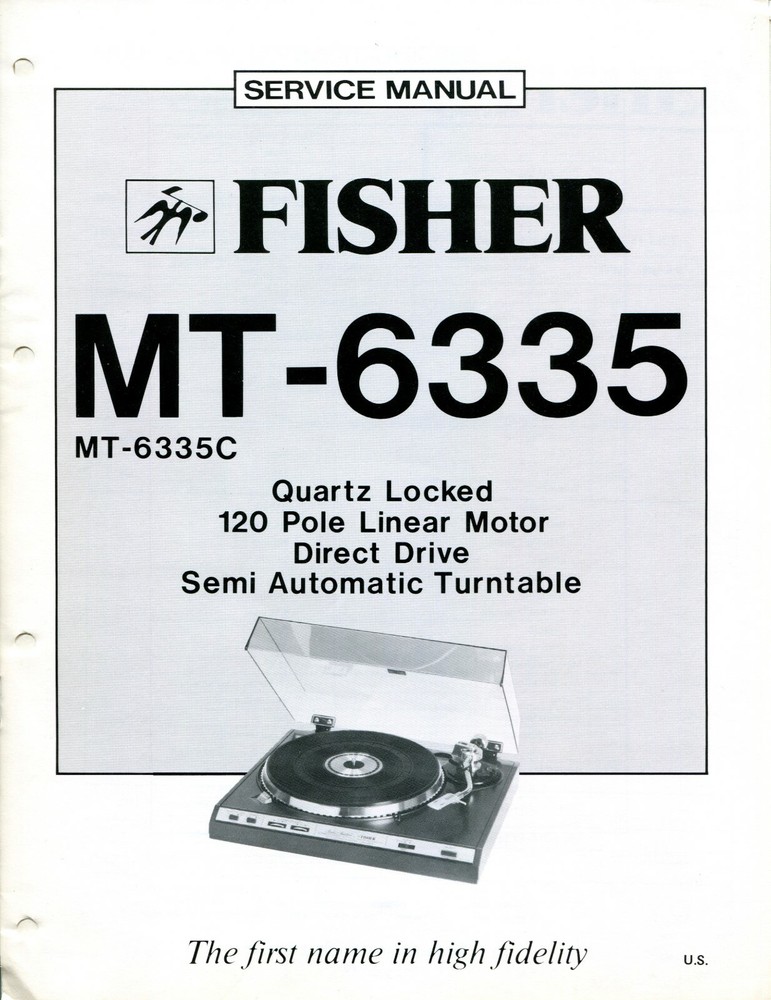 SERVICE MANUAL
FISHER
MT-6335
MT-6335C
Quartz Locked
120 Pole Linear Motor
Direct Drive
Semi Automatic Turntable
The first name in high fidelity
U.S.